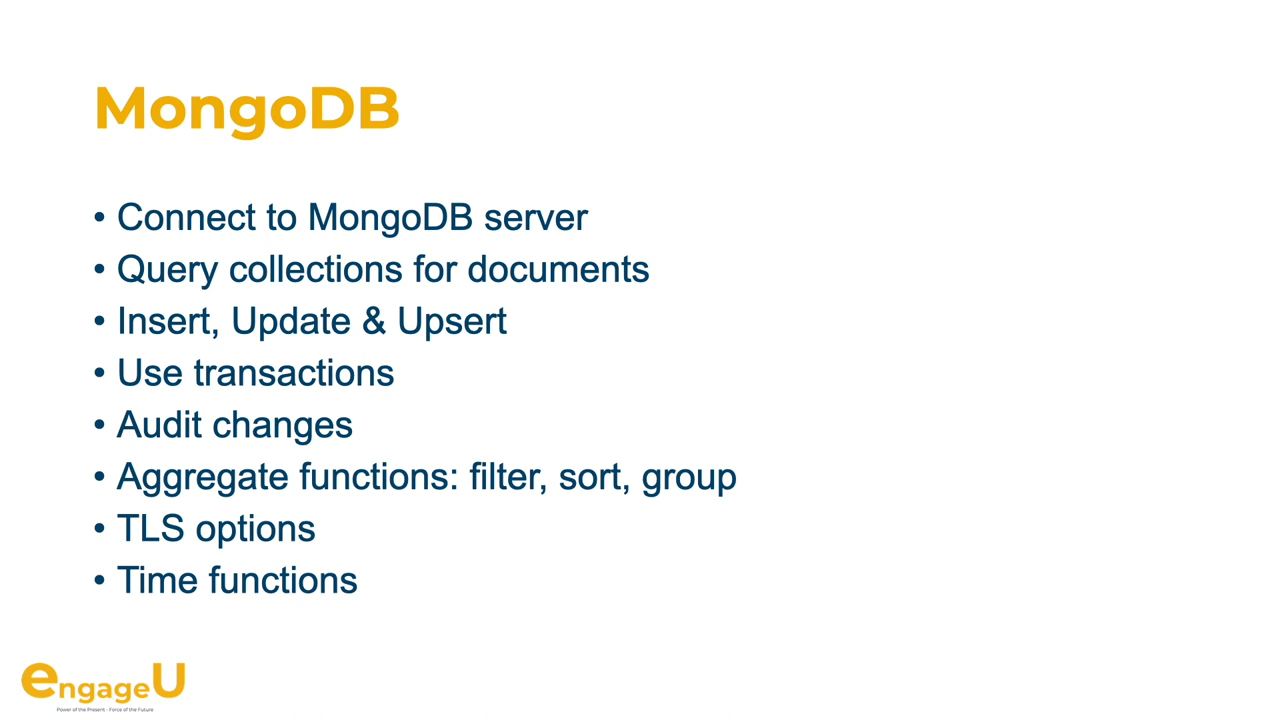 MongoDB
• Connect to MongoDB server
• Query collections for documents
• Insert, Update & Upsert
• Use transactions
• Audit changes
• Aggregate functions: filter, sort, group
• TLS options
• Time functions
engageU
Power of the Present - Force of the Future